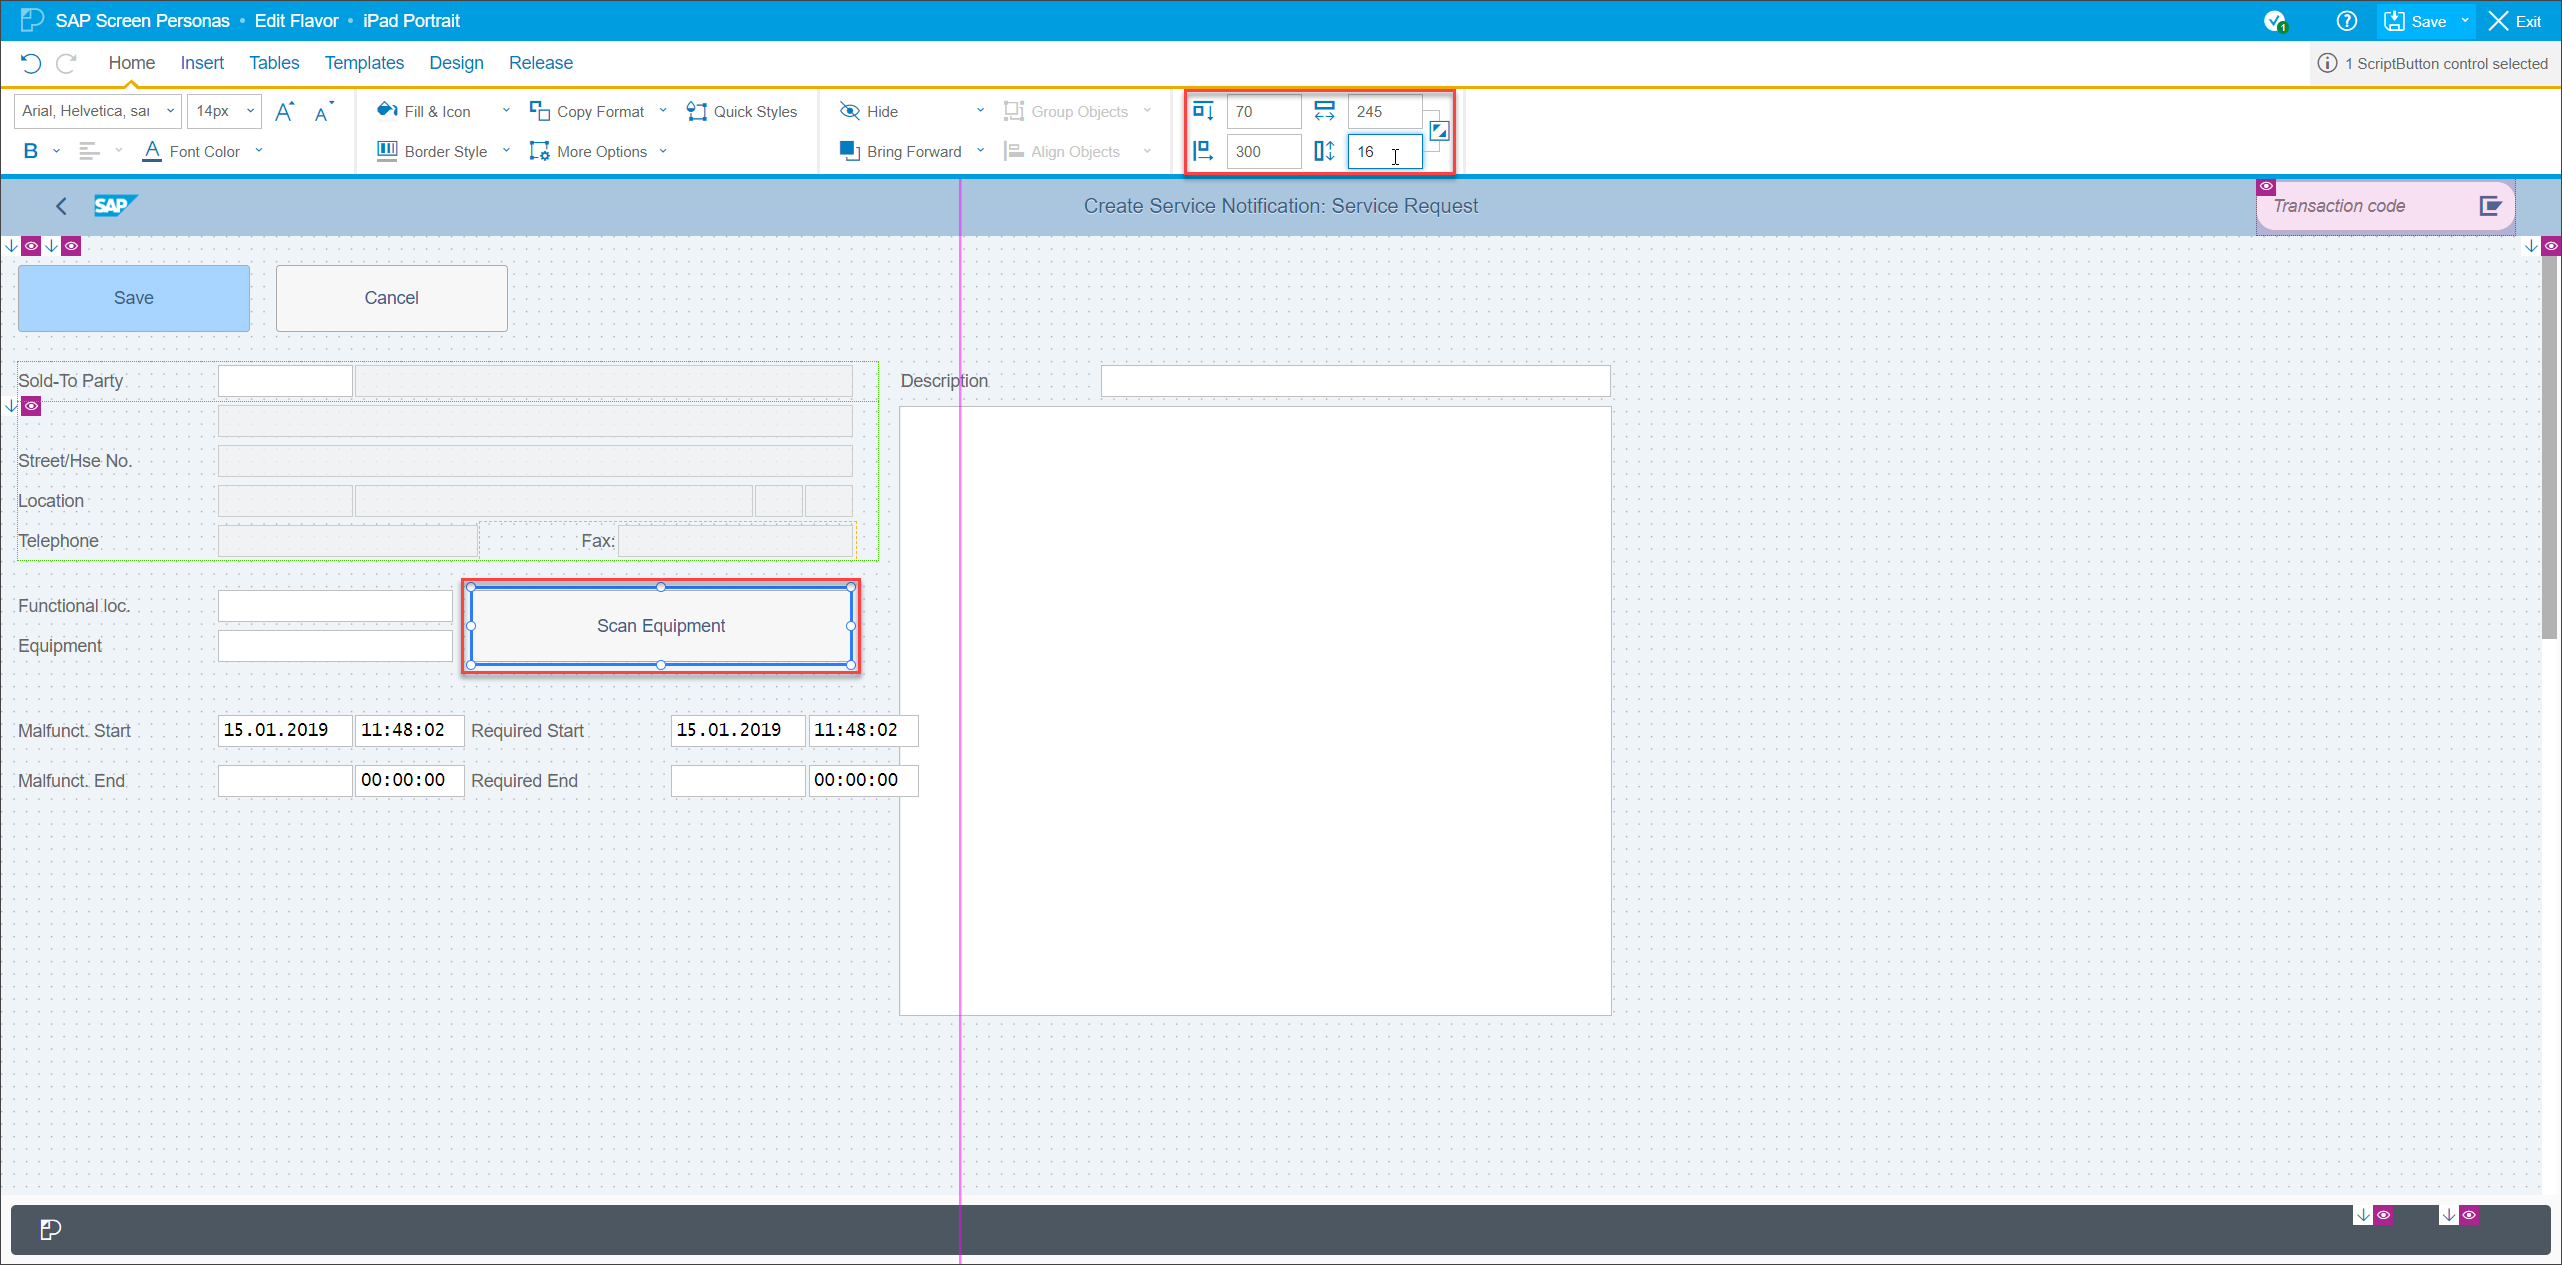 SAP Screen Personas • Edit Flavor • iPad Portrait
1
Save
Exit
Home Insert Tables Templates Design Release
1 ScriptButton control selected
Arial, Helvetica, sai 14px A A
Fill & Icon Copy Format Quick Styles
Hide Group Objects
70 245
B A Font Color
Border Style More Options
Bring Forward Align Objects
300 16
SAP
Create Service Notification: Service Request
Transaction code
Save Cancel
Sold-To Party
Description
Street/Hse No.
Location
Telephone Fax:
Functional loc.
Scan Equipment
Equipment
Malfunct. Start 15.01.2019 11:48:02 Required Start 15.01.2019 11:48:02
Malfunct. End 00:00:00 Required End 00:00:00